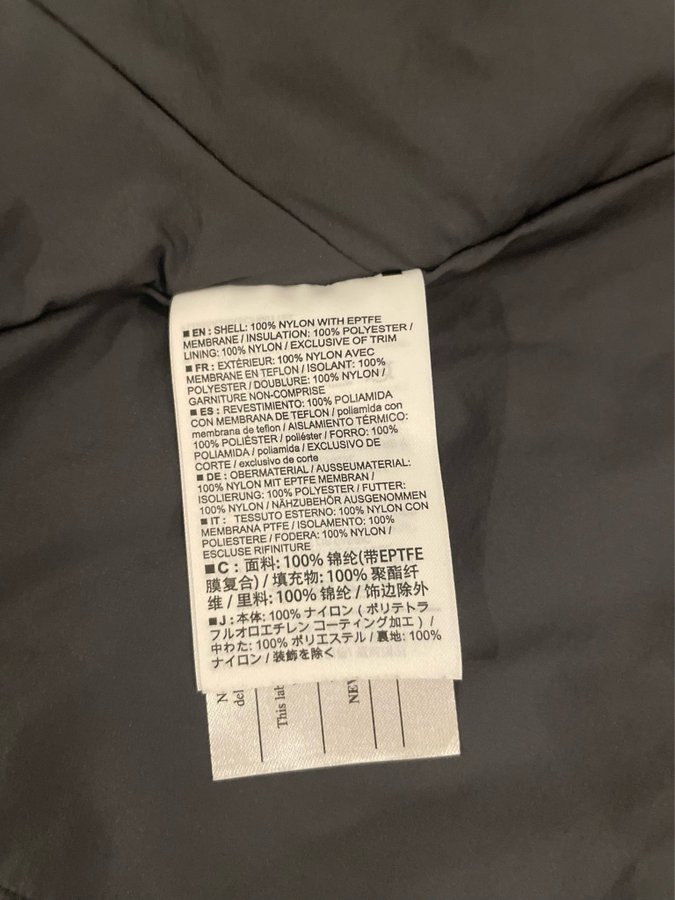 ■ EN : SHELL: 100% NYLON WITH EPTFE
MEMBRANE / INSULATION: 100% POLYESTER /
LINING: 100% NYLON / EXCLUSIVE OF TRIM
■ FR : EXTÉRIEUR: 100% NYLON AVEC
MEMBRANE EN TEFLON / ISOLANT: 100%
POLYESTER / DOUBLURE: 100% NYLON /
GARNITURE NON-COMPRISE
■ ES : REVESTIMIENTO: 100% POLIAMIDA
CON MEMBRANA DE TEFLON / poliamida con
membrana de teflon / AISLAMIENTO TÉRMICO:
100% POLIÉSTER / poliéster / FORRO: 100%
POLIAMIDA / poliamida / EXCLUSIVO DE
CORTE / exclusivo de corte
■ DE : OBERMATERIAL / AUSSEUMATERIAL:
100% NYLON MIT EPTFE MEMBRAN /
ISOLIERUNG: 100% POLYESTER / FUTTER:
100% NYLON / NÄHZUBEHÖR AUSGENOMMEN
■ IT : TESSUTO ESTERNO: 100% NYLON CON
MEMBRANA PTFE / ISOLAMENTO: 100%
POLIESTERE / FODERA: 100% NYLON /
ESCLUSE RIFINITURE
■ C : 面料: 100% 锦纶(带EPTFE
膜复合) / 填充物: 100% 聚酯纤
维 / 里料: 100% 锦纶 / 饰边除外
■ J : 本体: 100% ナイロン ( ポリテトラ
フルオロエチレン コーティング加工 ) /
中わた: 100% ポリエステル / 裏地: 100%
ナイロン / 装飾を除く
N
del
This lab
NEW